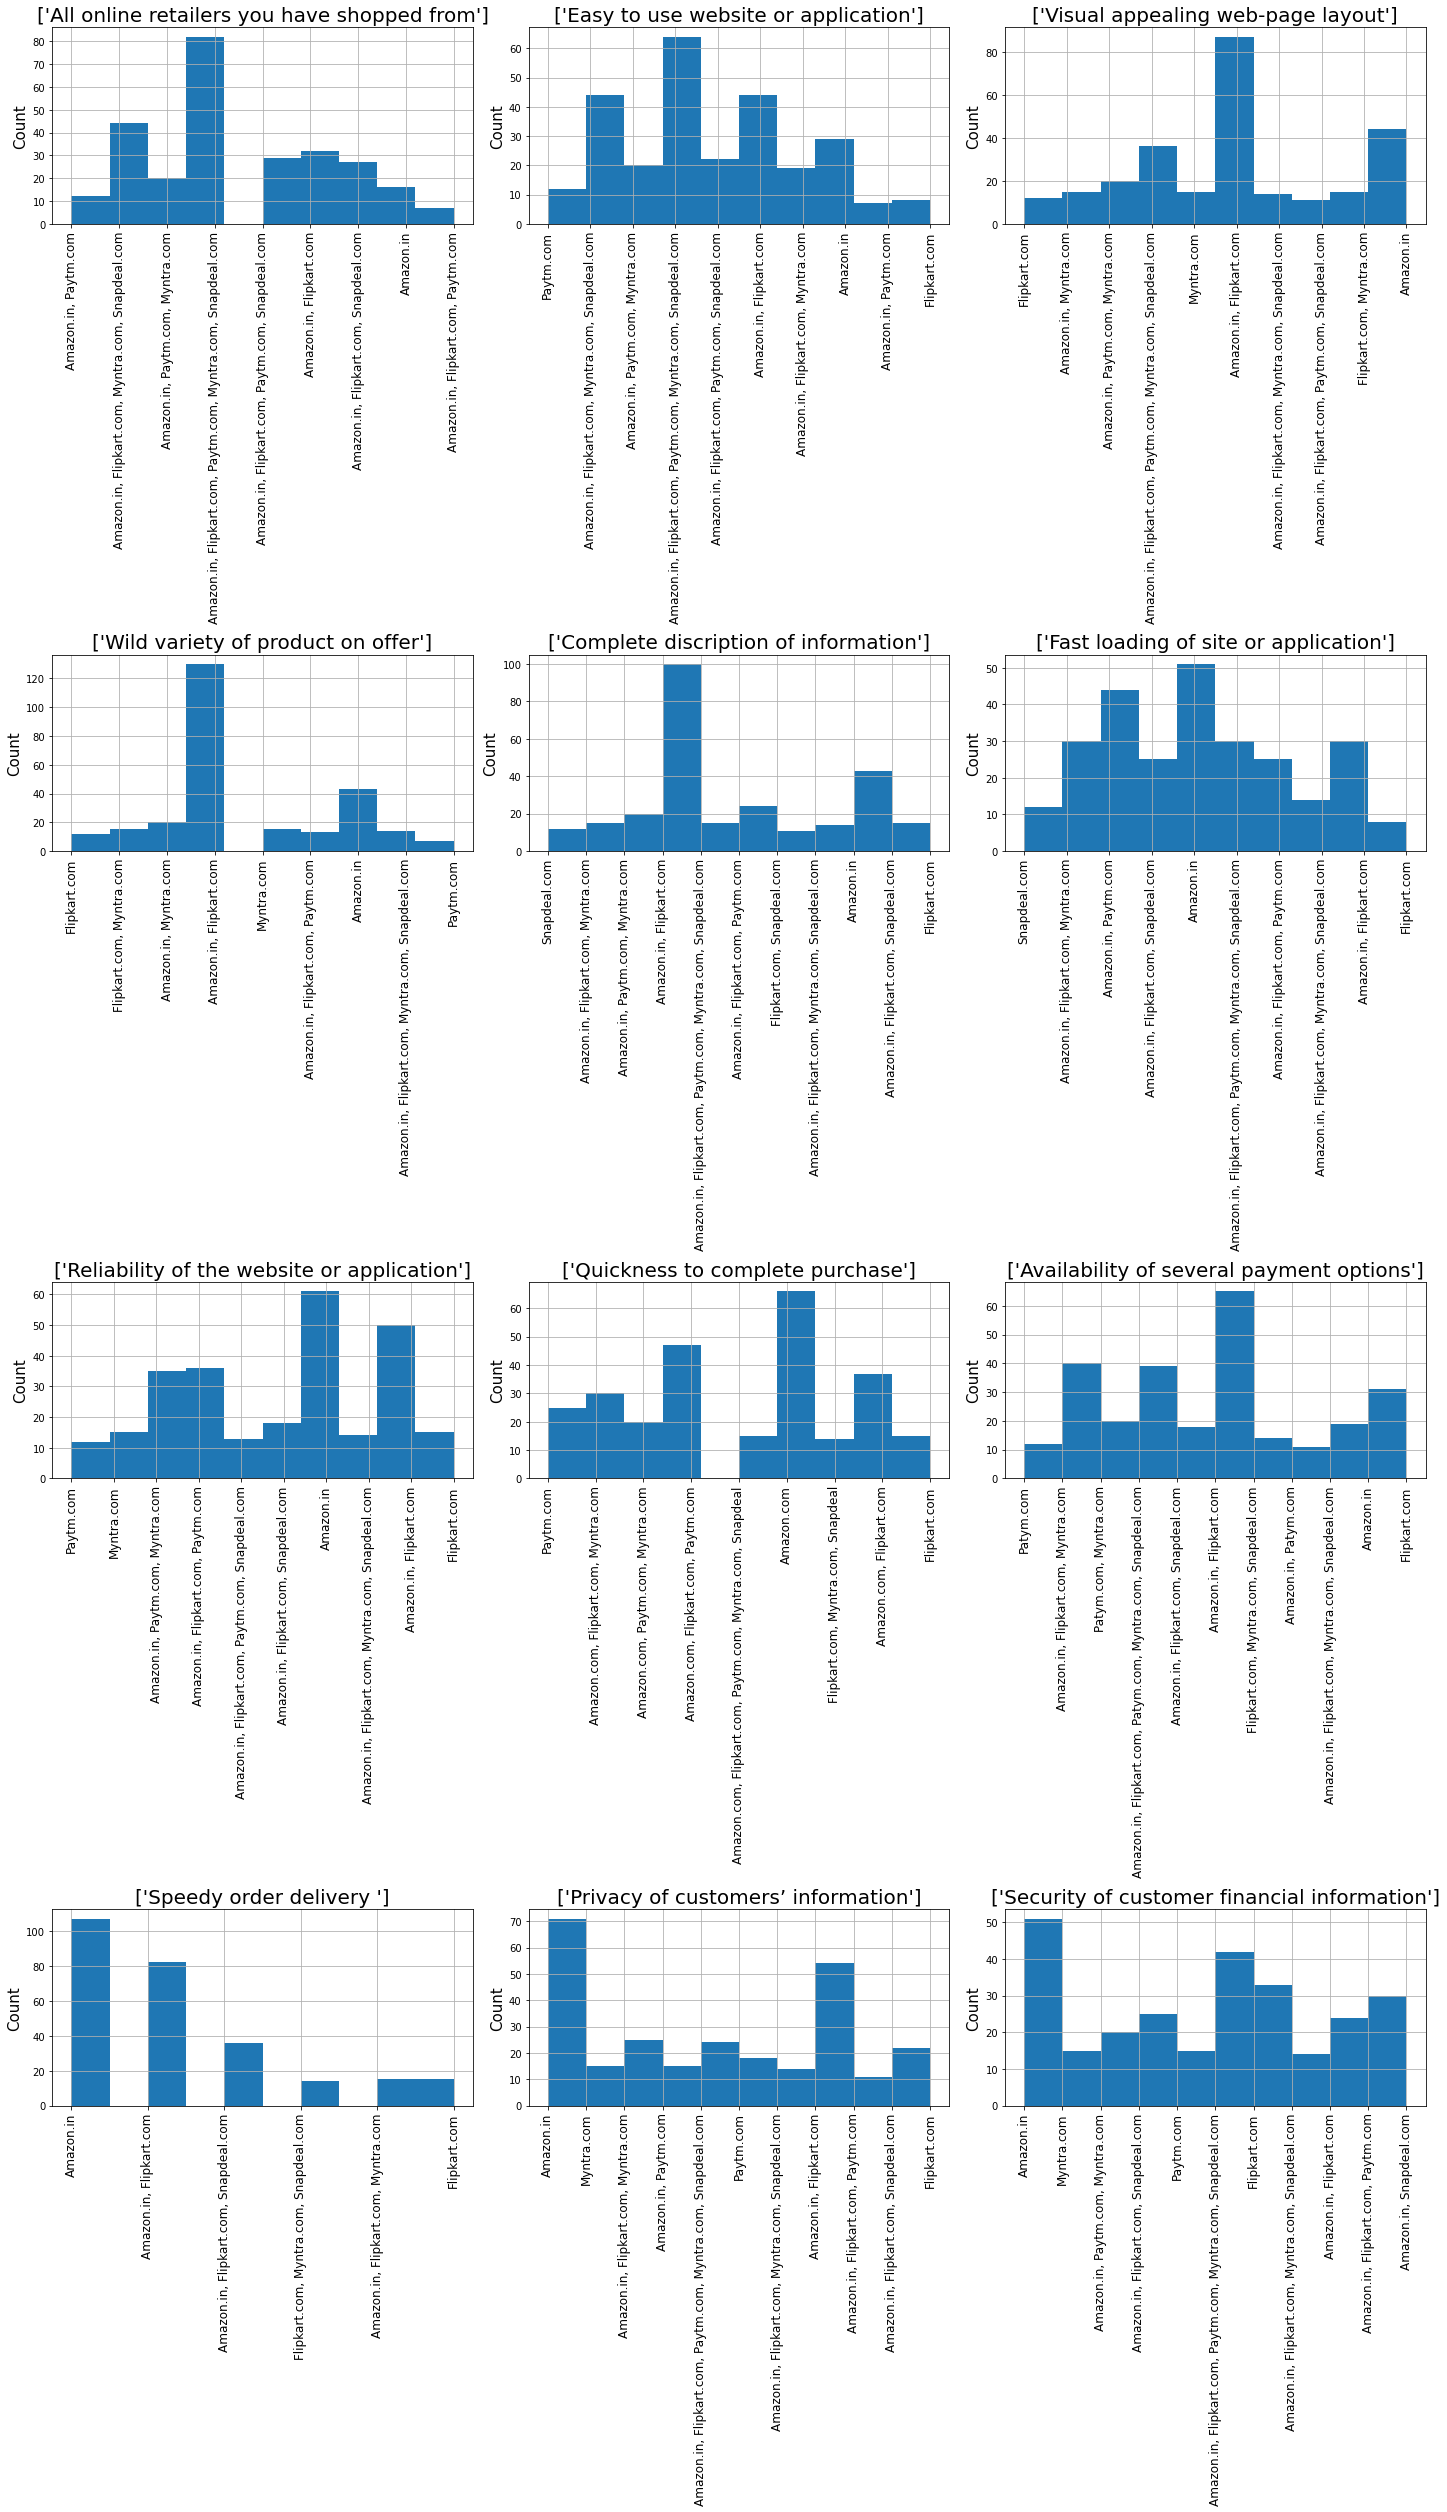 ['All online retailers you have shopped from']
Count
80
70
60
50
40
30
20
10
0
Amazon.in, Paytm.com
Amazon.in, Flipkart.com, Myntra.com, Snapdeal.com
Amazon.in, Paytm.com, Myntra.com
Amazon.in, Flipkart.com, Paytm.com, Myntra.com, Snapdeal.com
Amazon.in, Flipkart.com, Paytm.com, Snapdeal.com
Amazon.in, Flipkart.com
Amazon.in, Flipkart.com, Snapdeal.com
Amazon.in
Amazon.in, Flipkart.com, Paytm.com
['Easy to use website or application']
Count
60
50
40
30
20
10
0
Paytm.com
Amazon.in, Flipkart.com, Myntra.com, Snapdeal.com
Amazon.in, Paytm.com, Myntra.com
Amazon.in, Flipkart.com, Paytm.com, Myntra.com, Snapdeal.com
Amazon.in, Flipkart.com, Paytm.com, Snapdeal.com
Amazon.in, Flipkart.com
Amazon.in, Flipkart.com, Myntra.com
Amazon.in
Amazon.in, Paytm.com
Flipkart.com
['Visual appealing web-page layout']
Count
80
60
40
20
0
Flipkart.com
Amazon.in, Myntra.com
Amazon.in, Paytm.com, Myntra.com
Amazon.in, Flipkart.com, Paytm.com, Myntra.com, Snapdeal.com
Myntra.com
Amazon.in, Flipkart.com
Amazon.in, Flipkart.com, Myntra.com, Snapdeal.com
Amazon.in, Flipkart.com, Paytm.com, Snapdeal.com
Flipkart.com, Myntra.com
Amazon.in
['Wild variety of product on offer']
Count
120
100
80
60
40
20
0
Flipkart.com
Flipkart.com, Myntra.com
Amazon.in, Myntra.com
Amazon.in, Flipkart.com
Myntra.com
Amazon.in, Flipkart.com, Paytm.com
Amazon.in
Amazon.in, Flipkart.com, Myntra.com, Snapdeal.com
Paytm.com
['Complete discription of information']
Count
100
80
60
40
20
0
Snapdeal.com
Amazon.in, Flipkart.com, Myntra.com
Amazon.in, Paytm.com, Myntra.com
Amazon.in, Flipkart.com
Amazon.in, Flipkart.com, Paytm.com, Myntra.com, Snapdeal.com
Amazon.in, Flipkart.com, Paytm.com
Flipkart.com, Snapdeal.com
Amazon.in, Flipkart.com, Myntra.com, Snapdeal.com
Amazon.in
Amazon.in, Flipkart.com, Snapdeal.com
Flipkart.com
['Fast loading of site or application']
Count
50
40
30
20
10
0
Snapdeal.com
Amazon.in, Flipkart.com, Myntra.com
Amazon.in, Paytm.com
Amazon.in, Flipkart.com, Snapdeal.com
Amazon.in
Amazon.in, Flipkart.com, Paytm.com, Myntra.com, Snapdeal.com
Amazon.in, Flipkart.com, Paytm.com
Amazon.in, Flipkart.com, Myntra.com, Snapdeal.com
Amazon.in, Flipkart.com
Flipkart.com
['Reliability of the website or application']
Count
60
50
40
30
20
10
0
Paytm.com
Myntra.com
Amazon.in, Paytm.com, Myntra.com
Amazon.in, Flipkart.com, Paytm.com
Amazon.in, Flipkart.com, Paytm.com, Snapdeal.com
Amazon.in, Flipkart.com, Snapdeal.com
Amazon.in
Amazon.in, Flipkart.com, Myntra.com, Snapdeal.com
Amazon.in, Flipkart.com
Flipkart.com
['Quickness to complete purchase']
Count
60
50
40
30
20
10
0
Paytm.com
Amazon.com, Flipkart.com, Myntra.com
Amazon.com, Paytm.com, Myntra.com
Amazon.com, Flipkart.com, Paytm.com
Amazon.com, Flipkart.com, Paytm.com, Myntra.com, Snapdeal
Amazon.com
Flipkart.com, Myntra.com, Snapdeal
Amazon.com, Flipkart.com
Flipkart.com
['Availability of several payment options']
Count
60
50
40
30
20
10
0
Patym.com
Amazon.in, Flipkart.com, Myntra.com
Patym.com, Myntra.com
Amazon.in, Flipkart.com, Patym.com, Myntra.com, Snapdeal.com
Amazon.in, Flipkart.com, Snapdeal.com
Amazon.in, Flipkart.com
Flipkart.com, Myntra.com, Snapdeal.com
Amazon.in, Patym.com
Amazon.in, Flipkart.com, Myntra.com, Snapdeal.com
Amazon.in
Flipkart.com
['Speedy order delivery ']
Count
100
80
60
40
20
0
Amazon.in
Amazon.in, Flipkart.com
Amazon.in, Flipkart.com, Snapdeal.com
Flipkart.com, Myntra.com, Snapdeal.com
Amazon.in, Flipkart.com, Myntra.com
Flipkart.com
['Privacy of customers’ information']
Count
70
60
50
40
30
20
10
0
Amazon.in
Myntra.com
Amazon.in, Flipkart.com, Myntra.com
Amazon.in, Paytm.com
Amazon.in, Flipkart.com, Paytm.com, Myntra.com, Snapdeal.com
Paytm.com
Amazon.in, Flipkart.com, Myntra.com, Snapdeal.com
Amazon.in, Flipkart.com
Amazon.in, Flipkart.com, Paytm.com
Amazon.in, Flipkart.com, Snapdeal.com
Flipkart.com
['Security of customer financial information']
Count
50
40
30
20
10
0
Amazon.in
Myntra.com
Amazon.in, Paytm.com, Myntra.com
Amazon.in, Flipkart.com, Snapdeal.com
Paytm.com
Amazon.in, Flipkart.com, Paytm.com, Myntra.com, Snapdeal.com
Flipkart.com
Amazon.in, Flipkart.com, Myntra.com, Snapdeal.com
Amazon.in, Flipkart.com
Amazon.in, Flipkart.com, Paytm.com
Amazon.in, Snapdeal.com